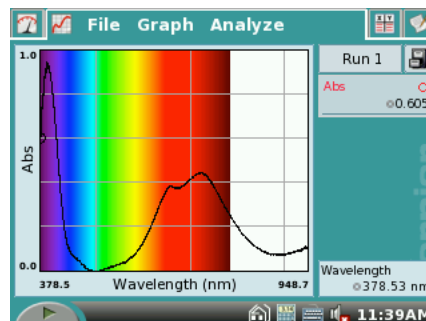 File Graph Analyze
Run 1
Abs
0.605
1.0
Abs
0.0
378.5 Wavelength (nm) 948.7
Wavelength
378.53 nm
11:39AM